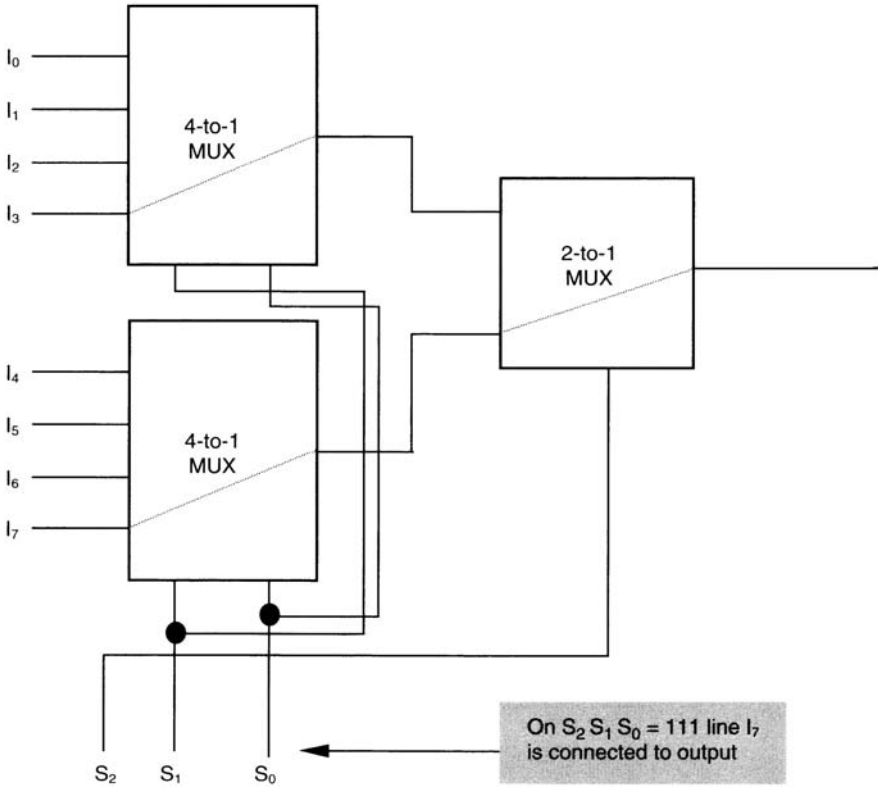 I₀
I₁
I₂
I₃
4-to-1
MUX
2-to-1
MUX
I₄
I₅
I₆
I₇
4-to-1
MUX
S₂
S₁
S₀
On S₂ S₁ S₀ = 111 line I₇
is connected to output